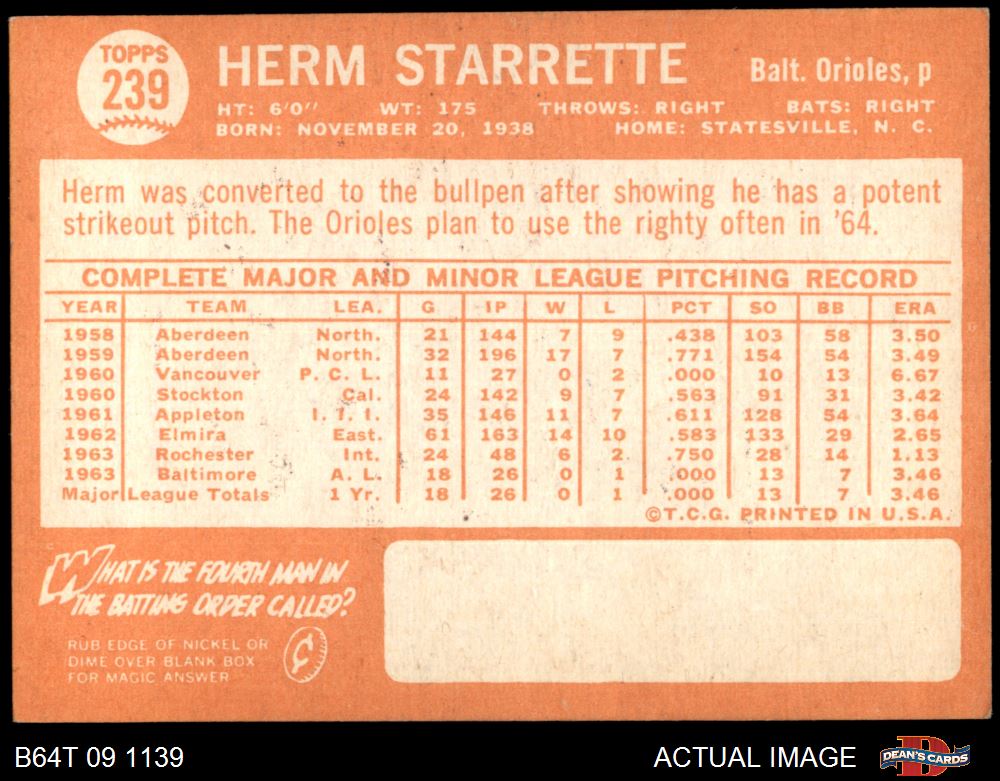 TOPPS
239
HERM STARRETTE
Balt. Orioles, p
HT: 6'0" WT: 175 THROWS: RIGHT BATS: RIGHT
BORN: NOVEMBER 20, 1938 HOME: STATESVILLE, N. C.
Herm was converted to the bullpen after showing he has a potent
strikeout pitch. The Orioles plan to use the righty often in '64.
COMPLETE MAJOR AND MINOR LEAGUE PITCHING RECORD
YEAR TEAM LEA. G IP W L PCT SO BB ERA
1958 Aberdeen North. 21 144 7 9 .438 103 58 3.50
1959 Aberdeen North. 32 196 17 7 .771 154 54 3.49
1960 Vancouver P. C. L. 11 27 0 2 .000 10 13 6.67
1960 Stockton Cal. 24 142 9 7 .563 91 31 3.42
1961 Appleton I. I. I. 35 146 11 7 .611 128 54 3.64
1962 Elmira East. 61 163 14 10 .583 133 29 2.65
1963 Rochester Int. 24 48 6 2 .750 28 14 1.13
1963 Baltimore A. L. 18 26 0 1 .000 13 7 3.46
Major League Totals 1 Yr. 18 26 0 1 .000 13 7 3.46
©T.C.G. PRINTED IN U.S.A.
WHAT IS THE FOURTH MAN IN
THE BATTING ORDER CALLED?
RUB EDGE OF NICKEL OR
DIME OVER BLANK BOX
FOR MAGIC ANSWER
¢
B64T 09 1139
ACTUAL IMAGE
DEAN'S CARDS